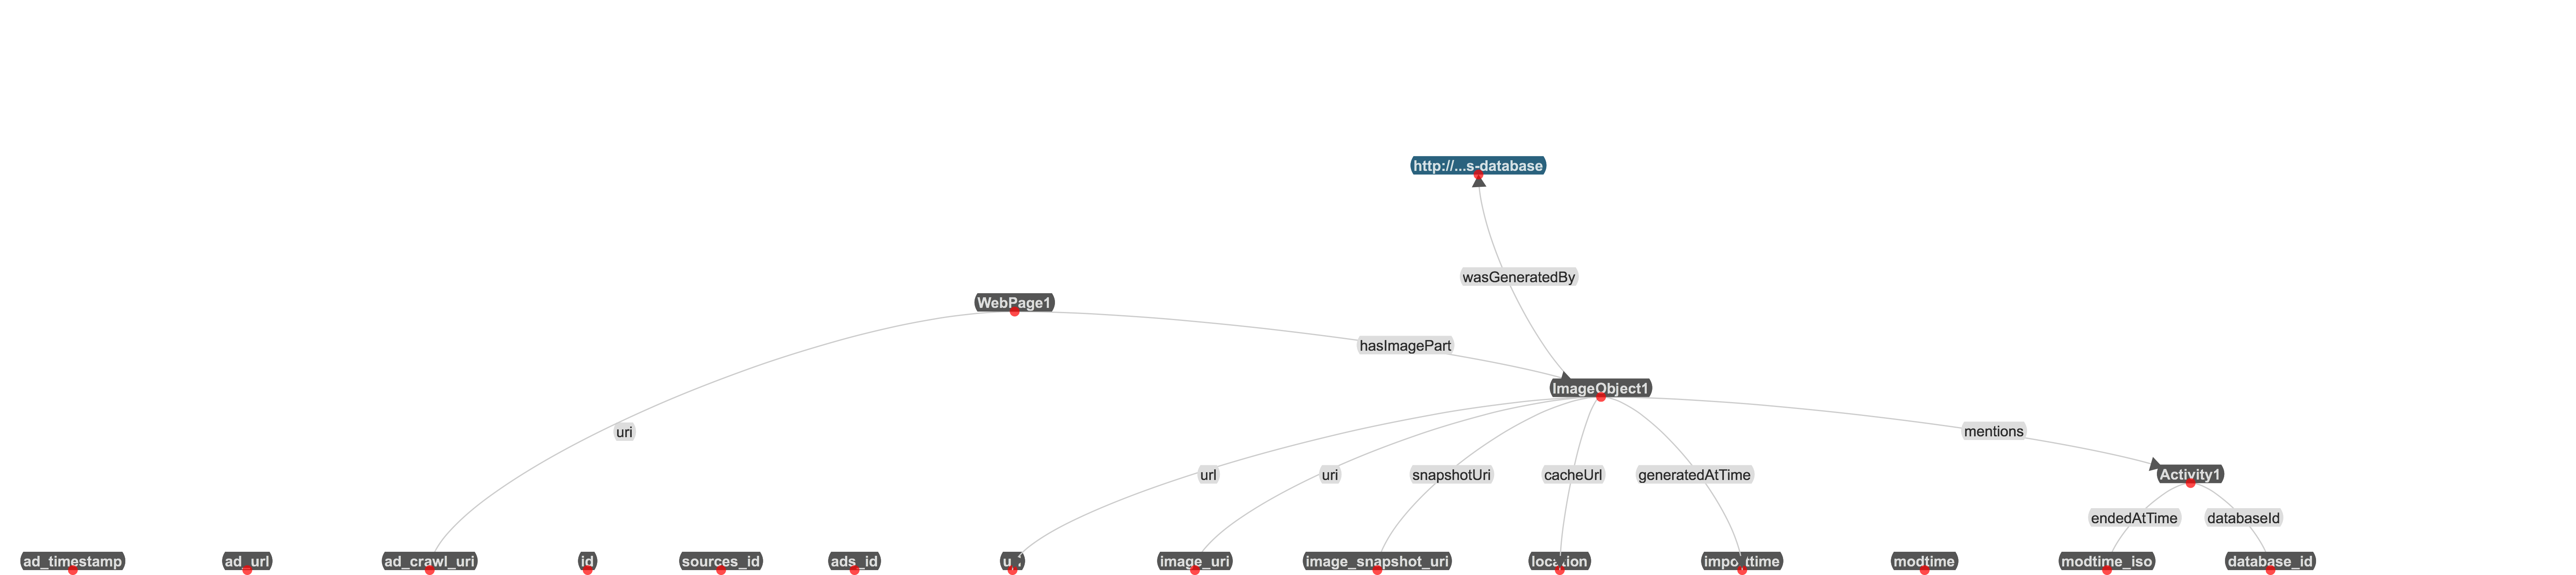 http://...s-database
wasGeneratedBy
WebPage1
hasImagePart
ImageObject1
uri
mentions
url
uri
snapshotUri
cacheUrl
generatedAtTime
Activity1
endedAtTime
databaseId
ad_timestamp
ad_url
ad_crawl_uri
id
sources_id
ads_id
image_uri
image_snapshot_uri
location
importtime
modtime
modtime_iso
database_id